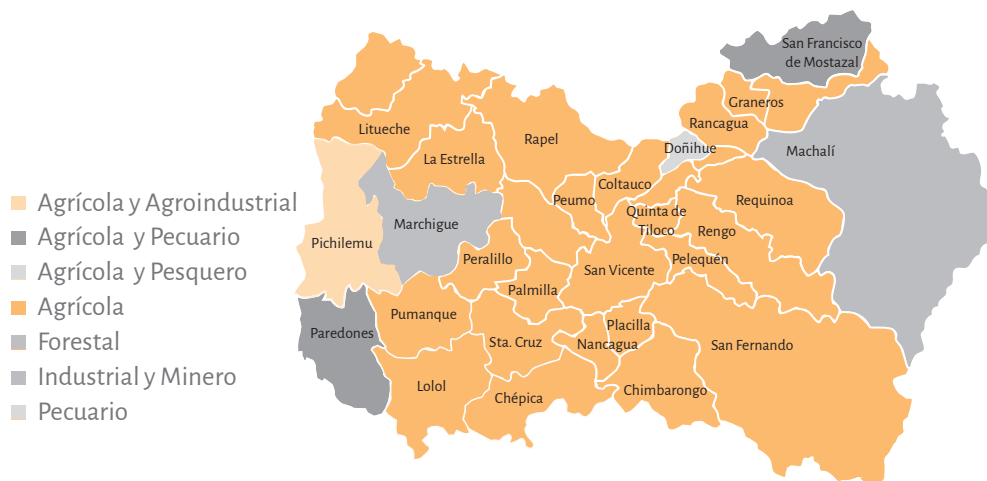 Agrícola y Agroindustrial
Agrícola y Pecuario
Agrícola y Pesquero
Agrícola
Forestal
Industrial y Minero
Pecuario
San Francisco
de Mostazal
Graneros
Rancagua
Litueche
Rapel
Doñihue
Machalí
La Estrella
Coltauco
Peumo
Requinoa
Quinta de
Tiloco
Marchigue
Rengo
Pichilemu
Peralillo
Pelequén
San Vicente
Palmilla
Pumanque
Placilla
Paredones
Sta. Cruz
Nancagua
San Fernando
Lolol
Chimbarongo
Chépica